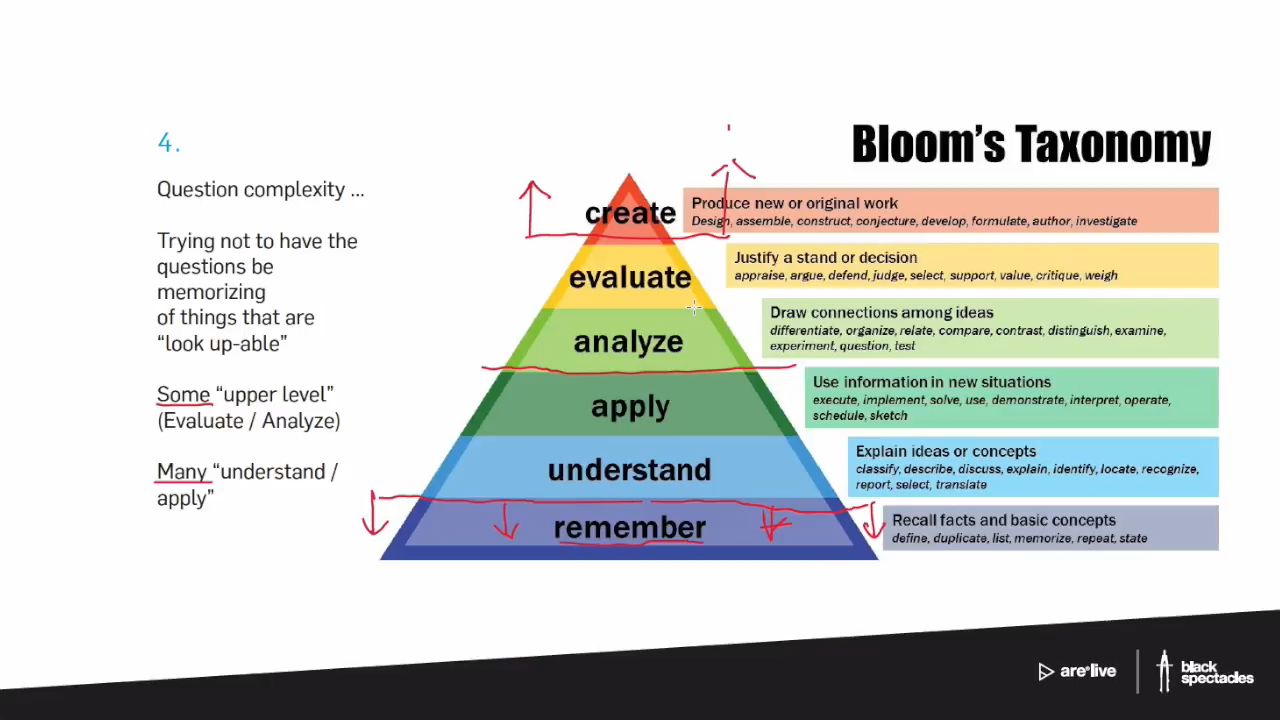 4.
Question complexity ...
Trying not to have the
questions be
memorizing
of things that are
“look up-able”
Some “upper level”
(Evaluate / Analyze)
Many “understand /
apply”
Bloom’s Taxonomy
create
Produce new or original work
Design, assemble, construct, conjecture, develop, formulate, author, investigate
evaluate
Justify a stand or decision
appraise, argue, defend, judge, select, support, value, critique, weigh
analyze
Draw connections among ideas
differentiate, organize, relate, compare, contrast, distinguish, examine,
experiment, question, test
apply
Use information in new situations
execute, implement, solve, use, demonstrate, interpret, operate,
schedule, sketch
understand
Explain ideas or concepts
classify, describe, discuss, explain, identify, locate, recognize,
report, select, translate
remember
Recall facts and basic concepts
define, duplicate, list, memorize, repeat, state
are®live
black
spectacles